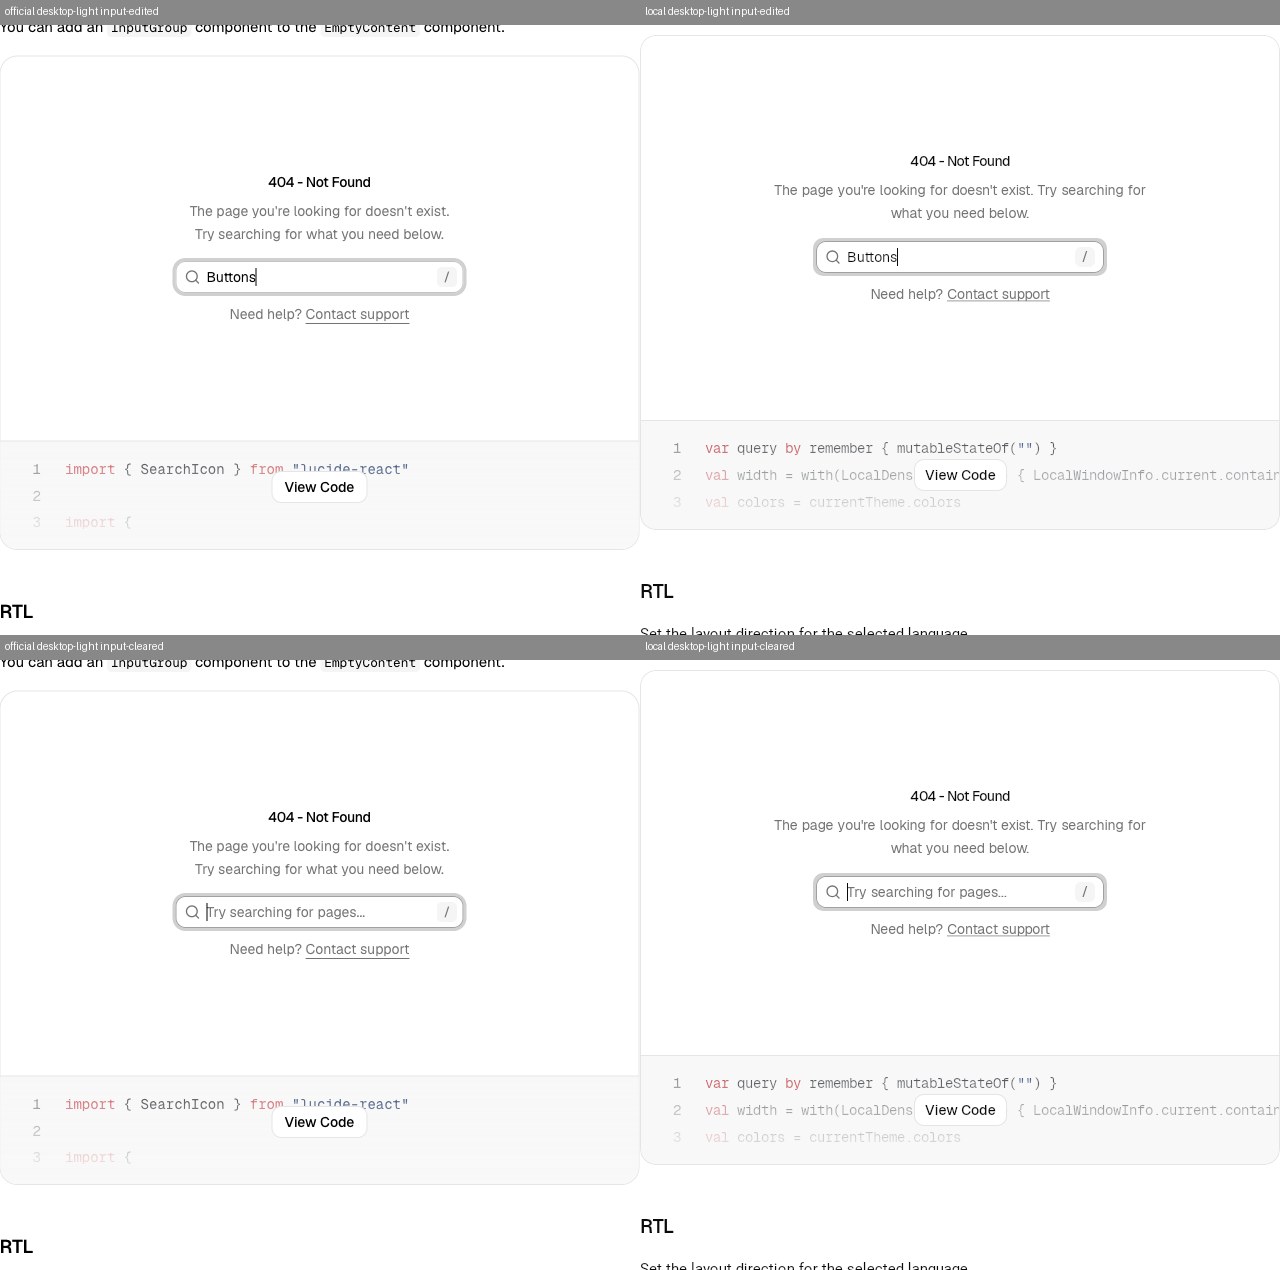 official desktop-light input-edited
You can add an InputGroup component to the EmptyContent component.
404 - Not Found
The page you're looking for doesn't exist.
Try searching for what you need below.
Buttons
/
Need help? Contact support
1 import { SearchIcon } from "lucide-react"
2
View Code
3 import {
RTL
local desktop-light input-edited
404 - Not Found
The page you're looking for doesn't exist. Try searching for
what you need below.
Buttons
/
Need help? Contact support
1 var query by remember { mutableStateOf("") }
2 val width = with(LocalDens
View Code
{ LocalWindowInfo.current.contain
3 val colors = currentTheme.colors
RTL
Set the layout direction for the selected language.
official desktop-light input-cleared
You can add an InputGroup component to the EmptyContent component.
404 - Not Found
The page you're looking for doesn't exist.
Try searching for what you need below.
Try searching for pages...
/
Need help? Contact support
1 import { SearchIcon } from "lucide-react"
2
View Code
3 import {
RTL
local desktop-light input-cleared
404 - Not Found
The page you're looking for doesn't exist. Try searching for
what you need below.
Try searching for pages...
/
Need help? Contact support
1 var query by remember { mutableStateOf("") }
2 val width = with(LocalDens
View Code
{ LocalWindowInfo.current.contain
3 val colors = currentTheme.colors
RTL
Set the layout direction for the selected language.